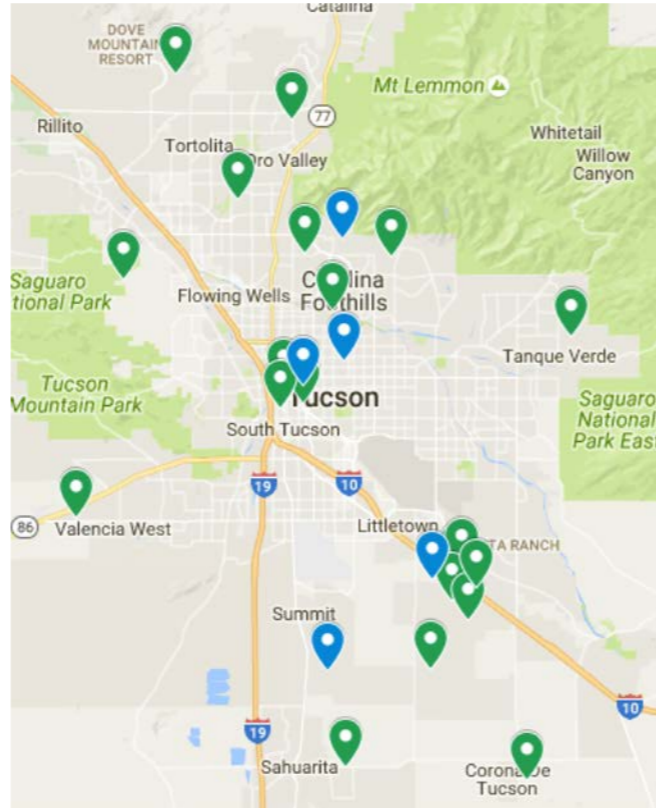 Catalina
DOVE
MOUNTAIN
RESORT
Mt Lemmon
77
Rillito
Whitetail
Tortolita
Willow
Canyon
Oro Valley
Saguaro
National Park
Catalina
Foothills
Flowing Wells
Tanque Verde
Tucson
Mountain Park
Tucson
Saguaro
National
Park East
South Tucson
19
10
86
Valencia West
Littletown
TA RANCH
Summit
10
19
Sahuarita
Corona De
Tucson